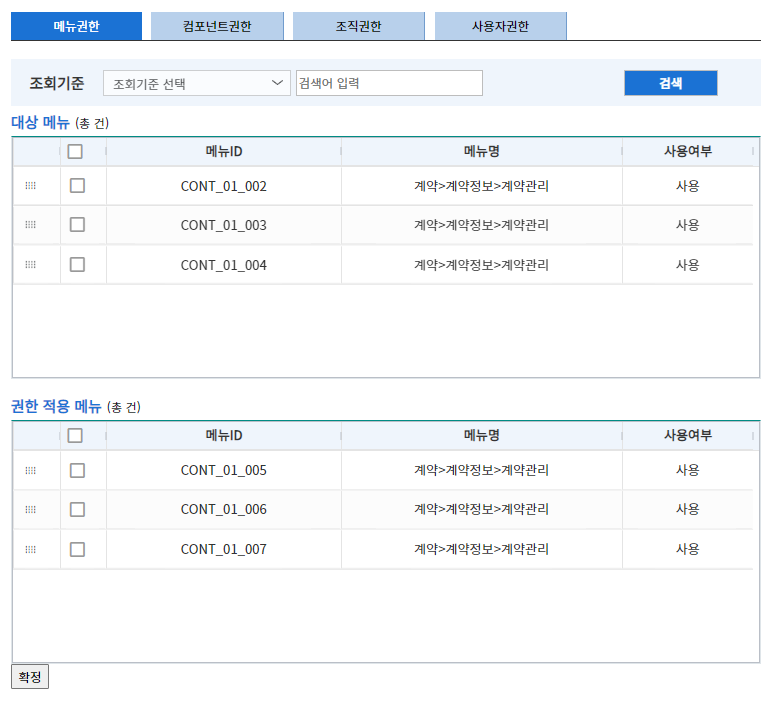 메뉴권한 컴포넌트권한 조직권한 사용자권한
조회기준 조회기준 선택 검색어 입력 검색
대상 메뉴 (총 건)
메뉴ID 메뉴명 사용여부
CONT_01_002 계약>계약정보>계약관리 사용
CONT_01_003 계약>계약정보>계약관리 사용
CONT_01_004 계약>계약정보>계약관리 사용
권한 적용 메뉴 (총 건)
메뉴ID 메뉴명 사용여부
CONT_01_005 계약>계약정보>계약관리 사용
CONT_01_006 계약>계약정보>계약관리 사용
CONT_01_007 계약>계약정보>계약관리 사용
확정